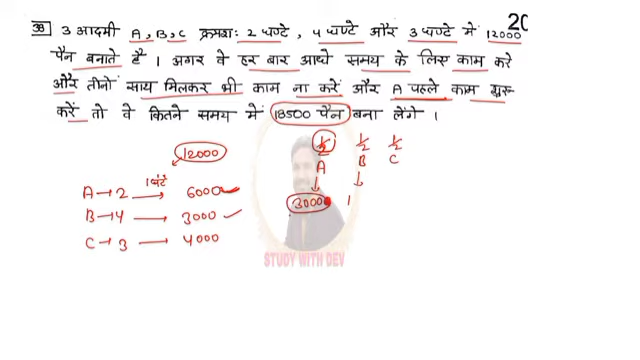 38 3 आदमी A, B, C क्रमशः 2 घण्टे, 4 घण्टे और 3 घण्टे में 12000
पैन बनाते है । अगर वे हर बार आधे समय के लिए काम करे
और तीनो साथ मिलकर भी काम ना करें और A पहले काम शुरू
करें तो वे कितने समय में 18500 पैन बना लेंगे ।
20
12000
A → 2 1 घंटे → 6000
B → 4 → 3000
C → 3 → 4000
1/2 1/2 1/2
A B C
3000 1
STUDY WITH DEV